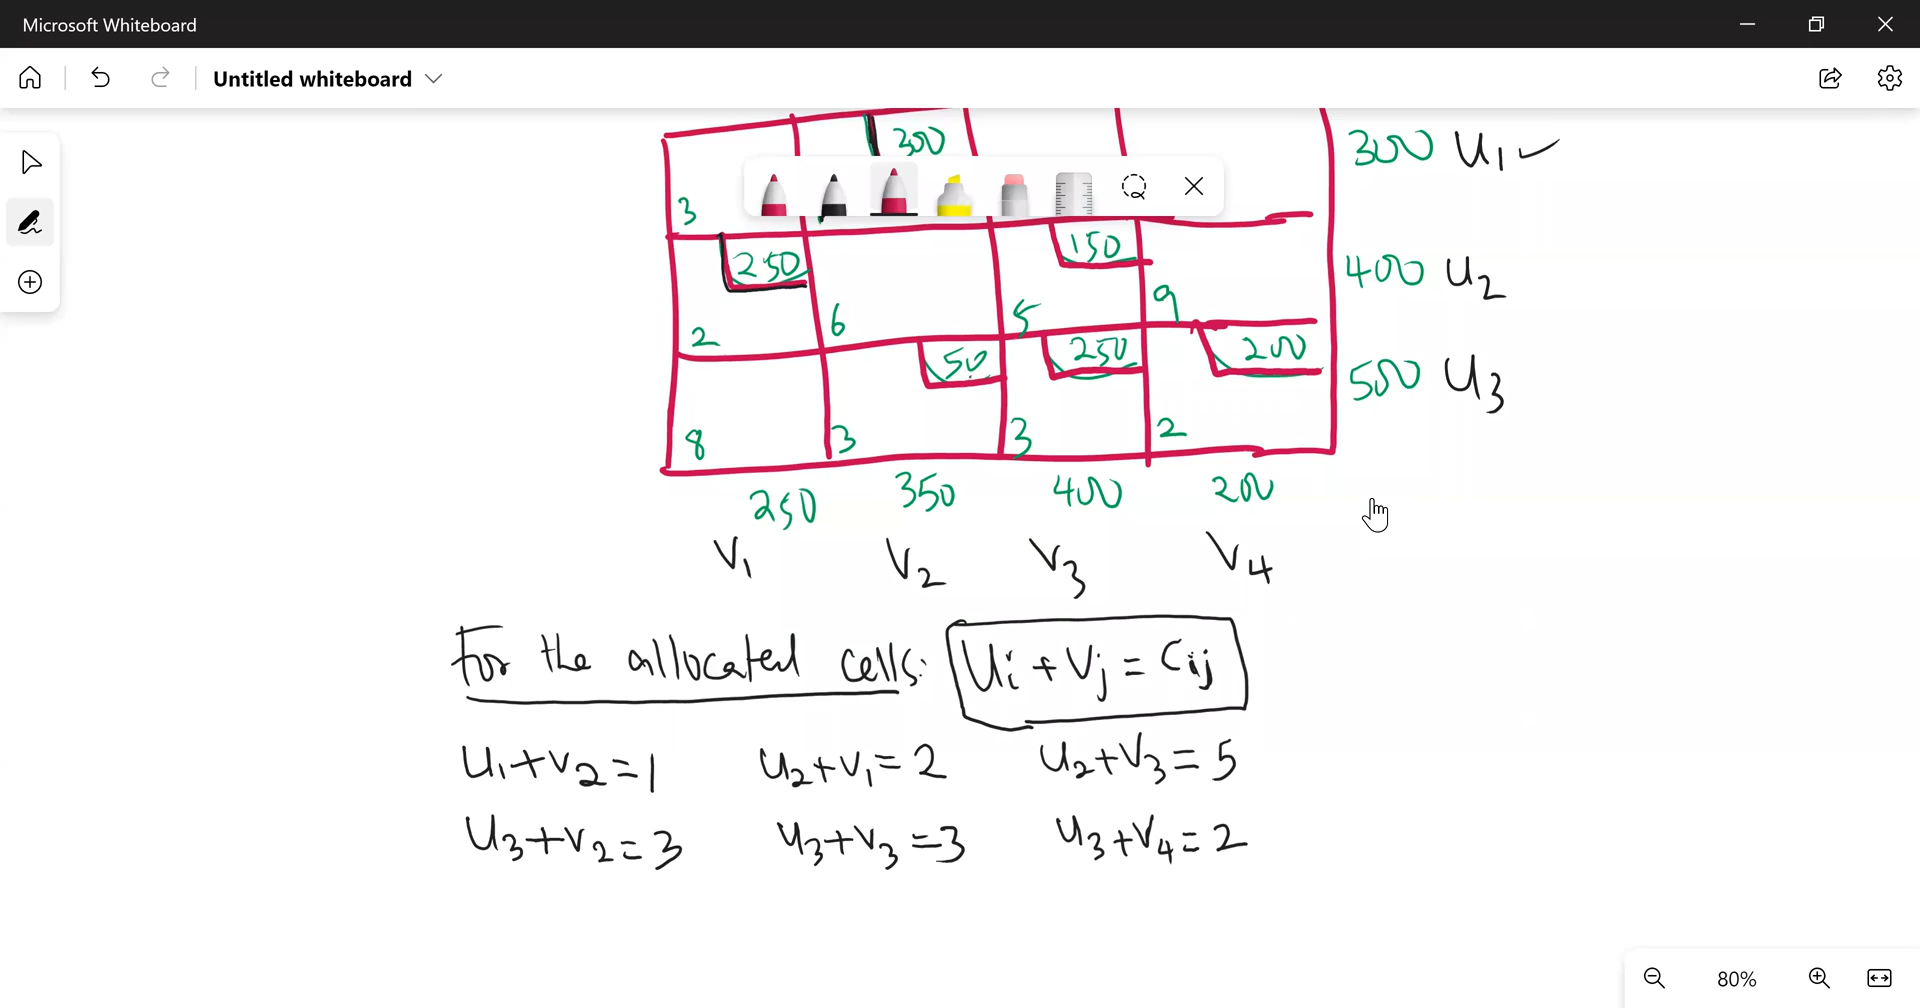 Microsoft Whiteboard
Untitled whiteboard
300
300 U1
3
250 150
400 U2
2 6 5 9
50 250 200
500 U3
8 3 3 2
250 350 400 200
V1 V2 V3 V4
For the allocated cells: Ui + Vj = Cij
U1+V2=1 U2+V1=2 U2+V3=5
U3+V2=3 U3+V3=3 U3+V4=2
80%